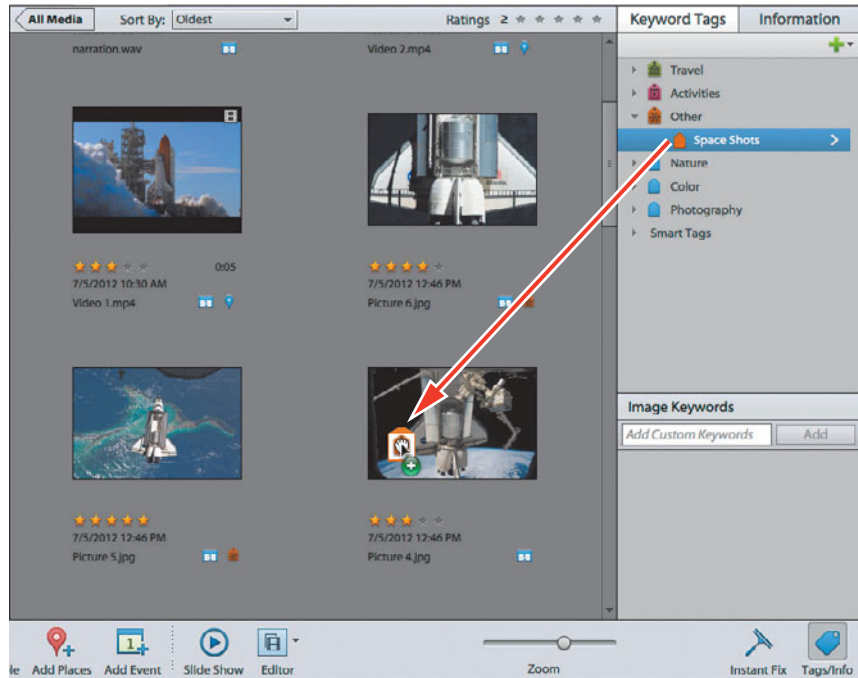 All Media
Sort By: Oldest
Ratings ≥
Keyword Tags
Information
narration.wav
Video 2.mp4
Travel
Activities
Other
Space Shots
Nature
Color
Photography
Smart Tags
0:05
7/5/2012 10:30 AM
Video 1.mp4
7/5/2012 12:46 PM
Picture 6.jpg
Atlantis
Image Keywords
Add Custom Keywords
Add
7/5/2012 12:46 PM
Picture 5.jpg
7/5/2012 12:46 PM
Picture 4.jpg
le
Add Places
Add Event
Slide Show
Editor
Zoom
Instant Fix
Tags/Info
1